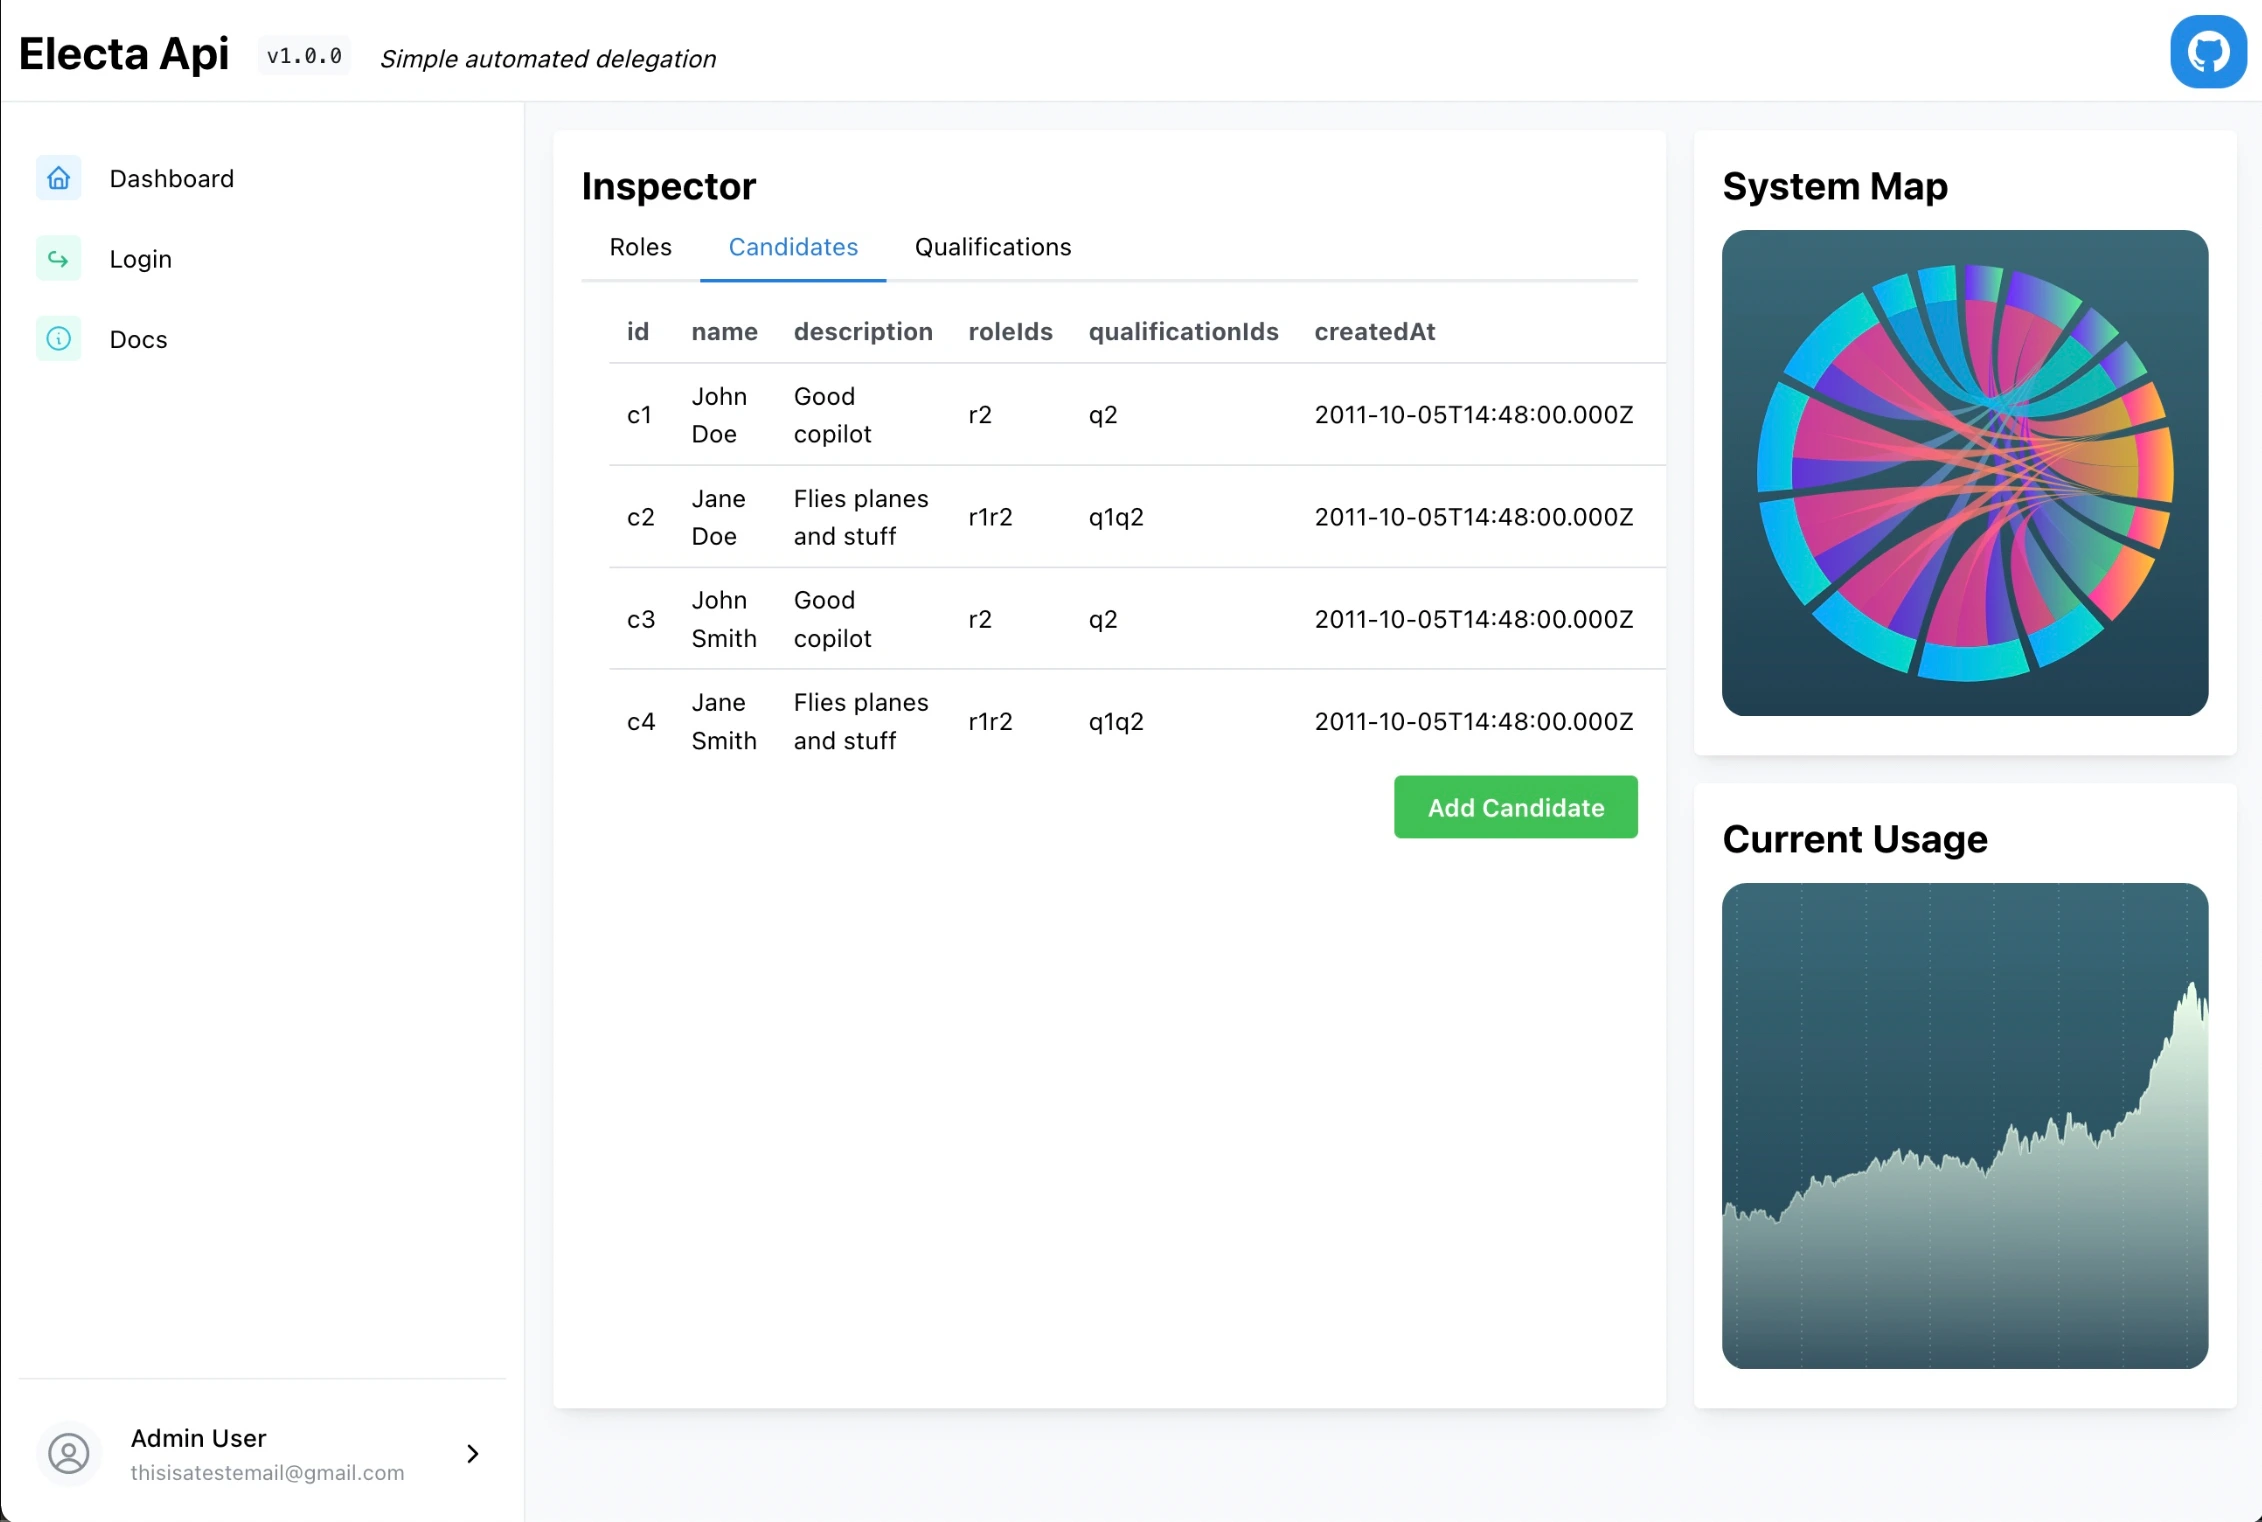 Electa Api v1.0.0 Simple automated delegation
Dashboard
Login
Docs
Admin User
thisisatestemail@gmail.com
Inspector
Roles Candidates Qualifications
id name description roleIds qualificationIds createdAt
c1 John Doe Good copilot r2 q2 2011-10-05T14:48:00.000Z
c2 Jane Doe Flies planes and stuff r1r2 q1q2 2011-10-05T14:48:00.000Z
c3 John Smith Good copilot r2 q2 2011-10-05T14:48:00.000Z
c4 Jane Smith Flies planes and stuff r1r2 q1q2 2011-10-05T14:48:00.000Z
Add Candidate
System Map
Current Usage